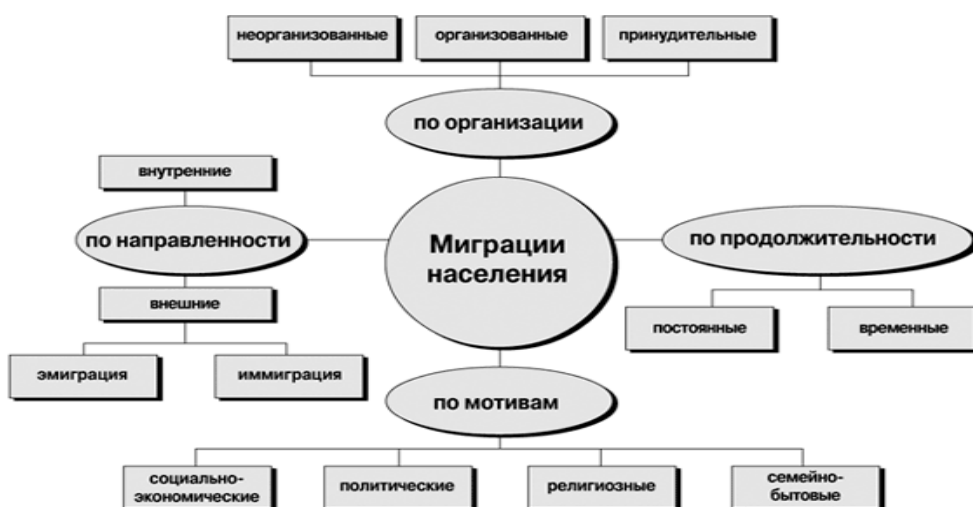 неорганизованные
организованные
принудительные
по организации
внутренние
по направленности
Миграции
населения
по продолжительности
внешние
постоянные
временные
эмиграция
иммиграция
по мотивам
социально-
экономические
политические
религиозные
семейно-
бытовые